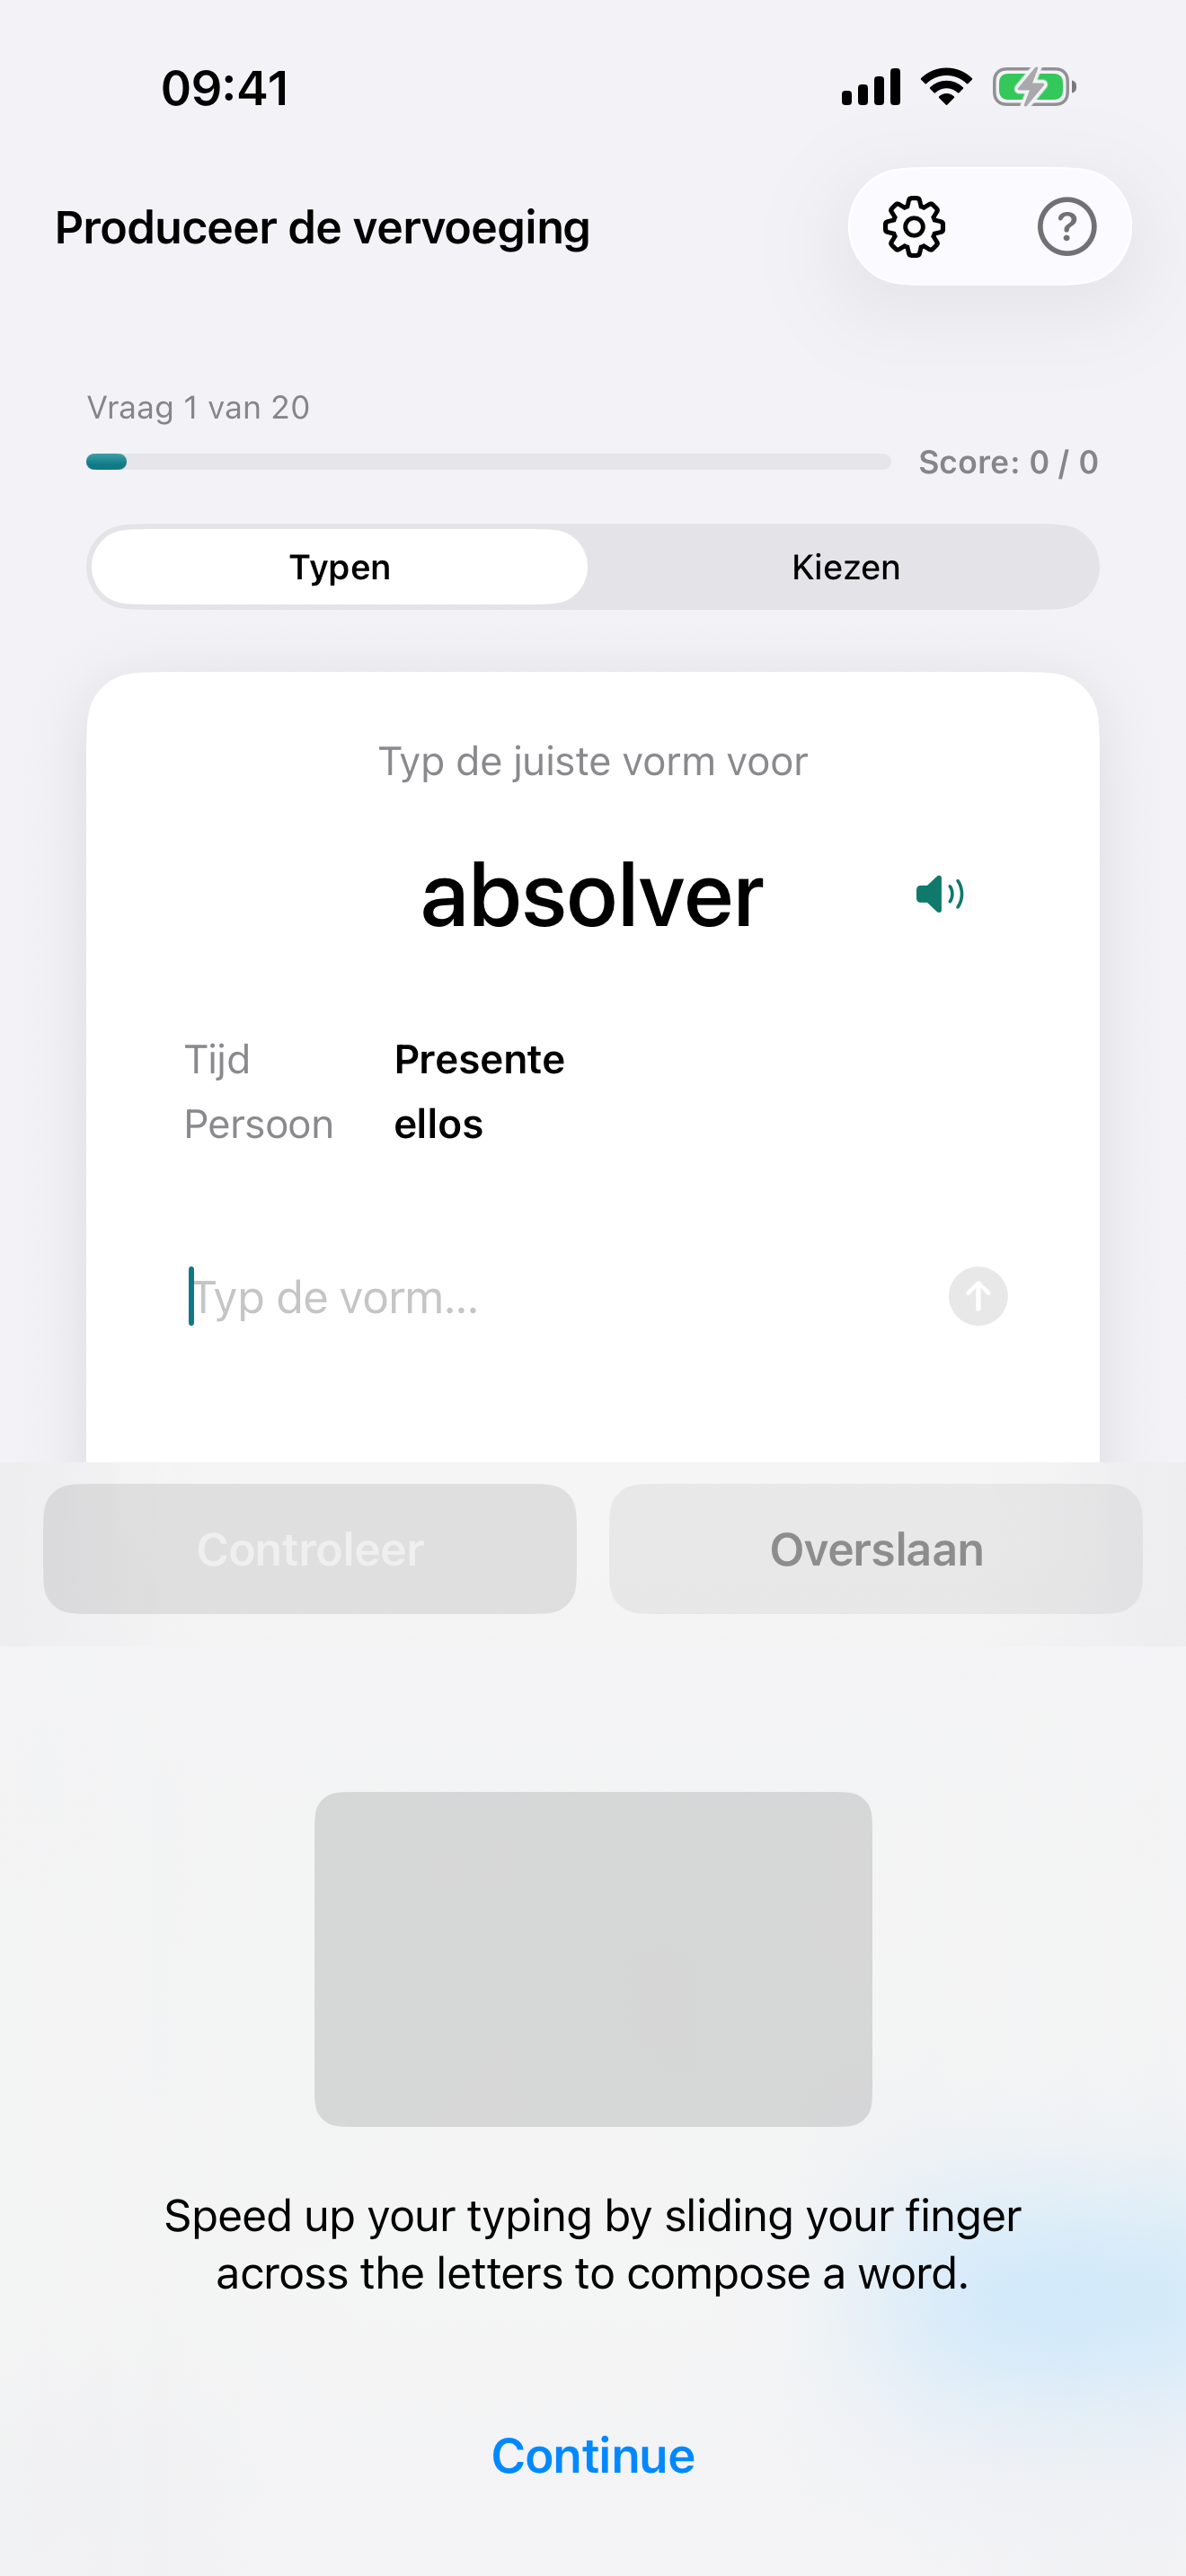 09:41
Produceer de vervoeging
?
Vraag 1 van 20
Score: 0 / 0
Typen
Kiezen
Typ de juiste vorm voor
absolver
Tijd Presente
Persoon ellos
Typ de vorm...
Controleer
Overslaan
Speed up your typing by sliding your finger
across the letters to compose a word.
Continue